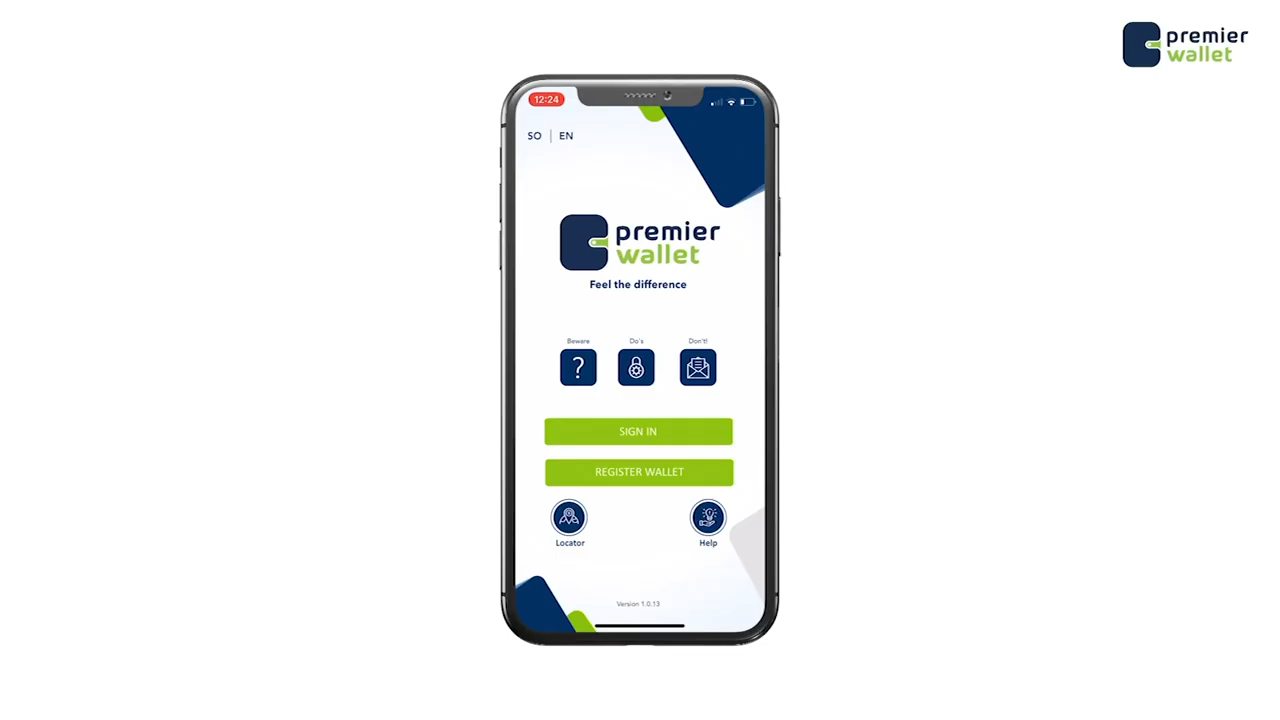 premier
wallet
12:24
SO | EN
premier
wallet
Feel the difference
Beware
Do's
Don't!
SIGN IN
REGISTER WALLET
Locator
Help
Version 1.0.13